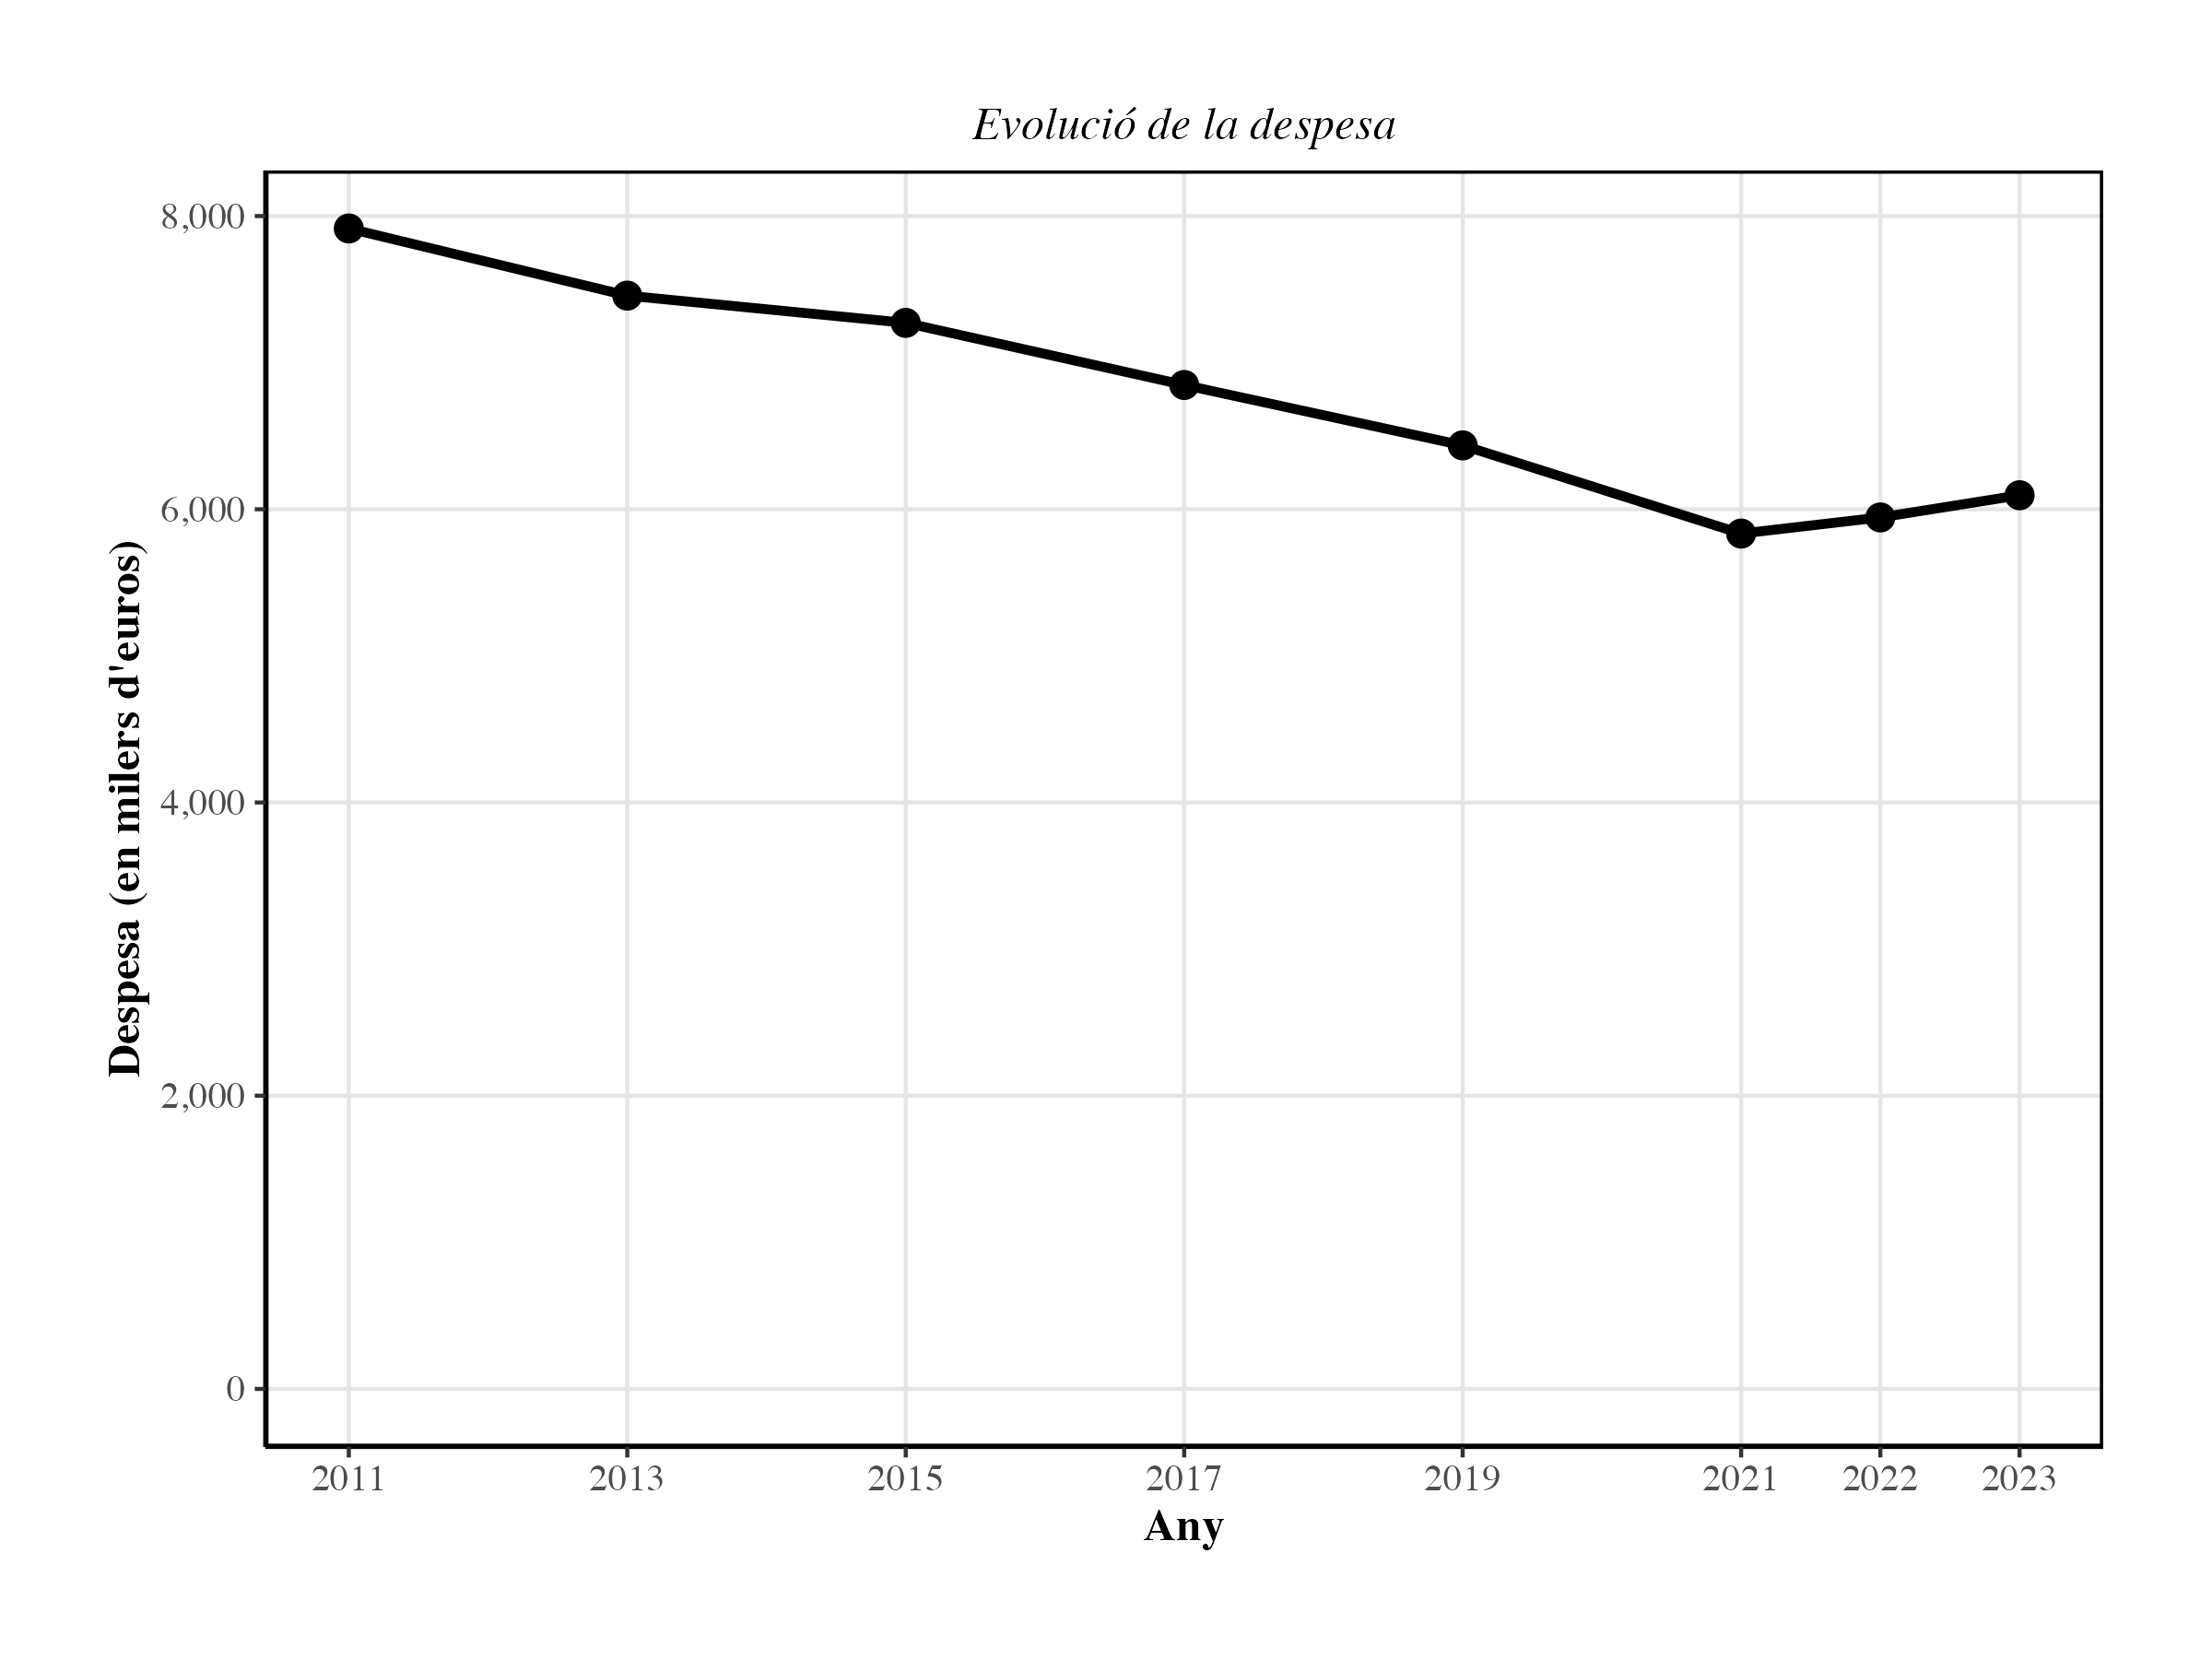 Evolució de la despesa
8,000
6,000
4,000
2,000
0
Despesa (en milers d'euros)
2011 2013 2015 2017 2019 2021 2022 2023
Any